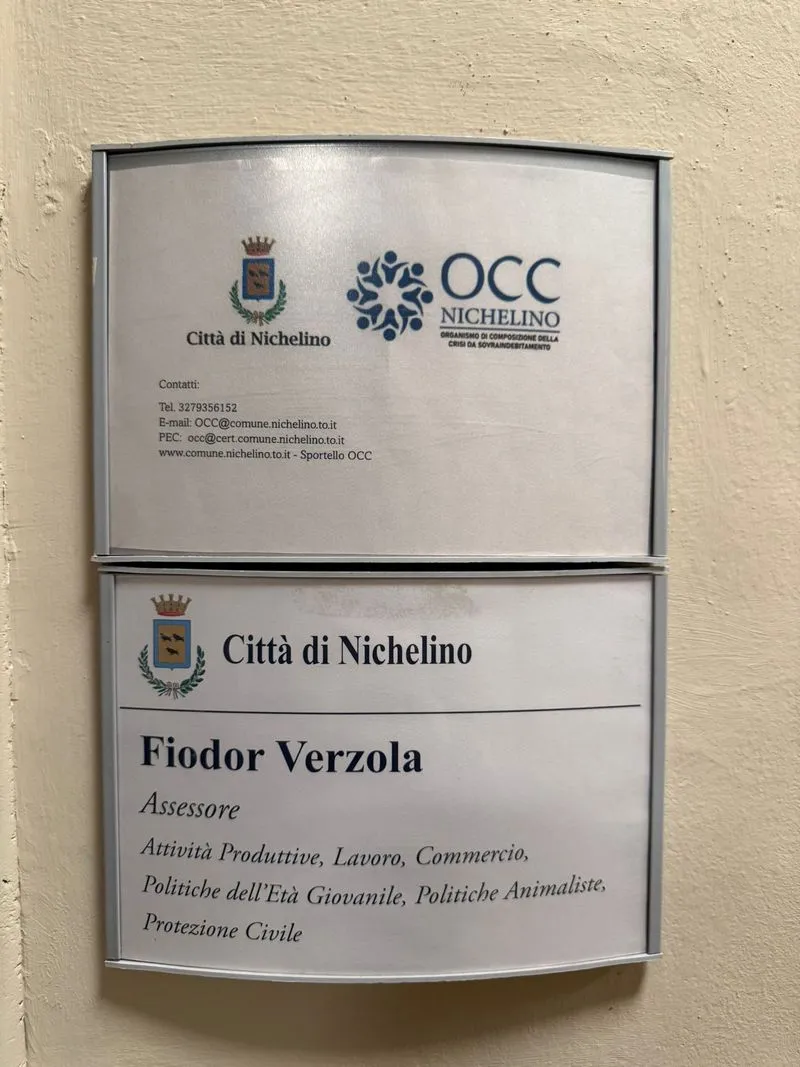 Città di Nichelino
OCC
NICHELINO
ORGANISMO DI COMPOSIZIONE DELLA
CRISI DA SOVRAINDEBITAMENTO
Contatti:
Tel. 3279356152
E-mail: OCC@comune.nichelino.to.it
PEC: occ@cert.comune.nichelino.to.it
www.comune.nichelino.to.it - Sportello OCC
Città di Nichelino
Fiodor Verzola
Assessore
Attività Produttive, Lavoro, Commercio,
Politiche dell'Età Giovanile, Politiche Animaliste,
Protezione Civile